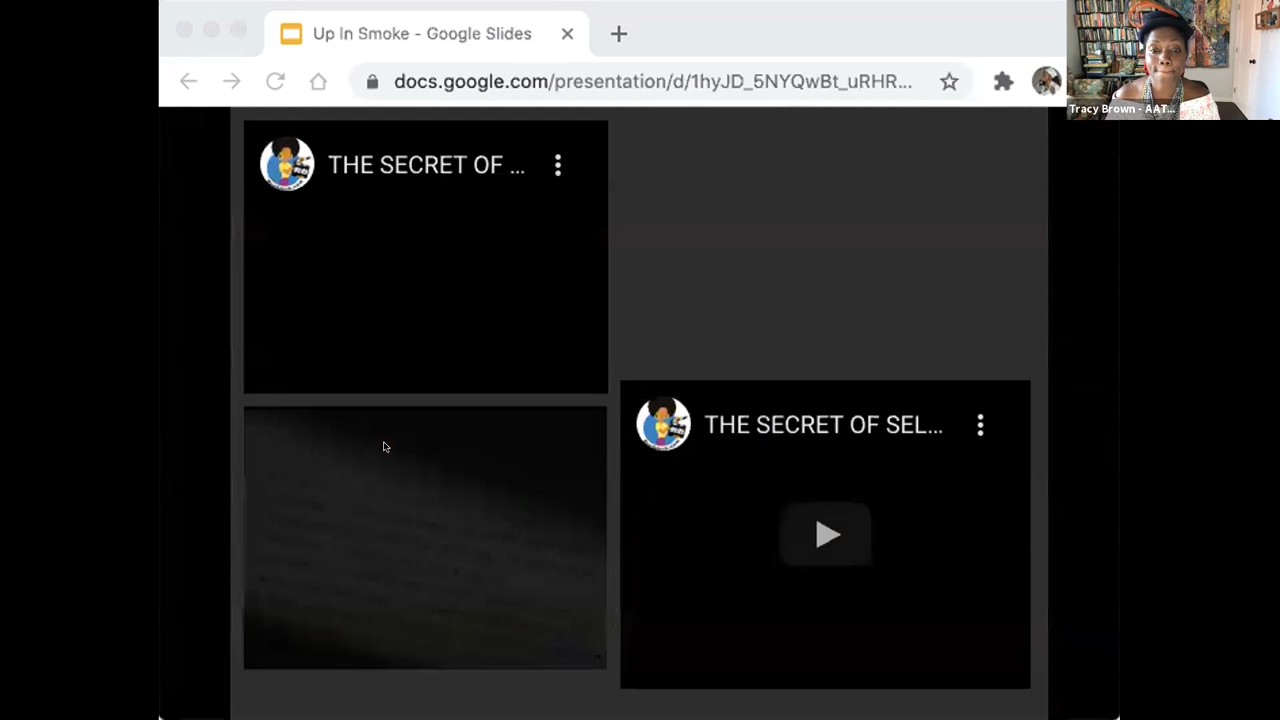 Up In Smoke - Google Slides
docs.google.com/presentation/d/1hyJD_5NYQwBt_uRHR...
Tracy Brown - AAT...
THE SECRET OF ...
THE SECRET OF SEL...